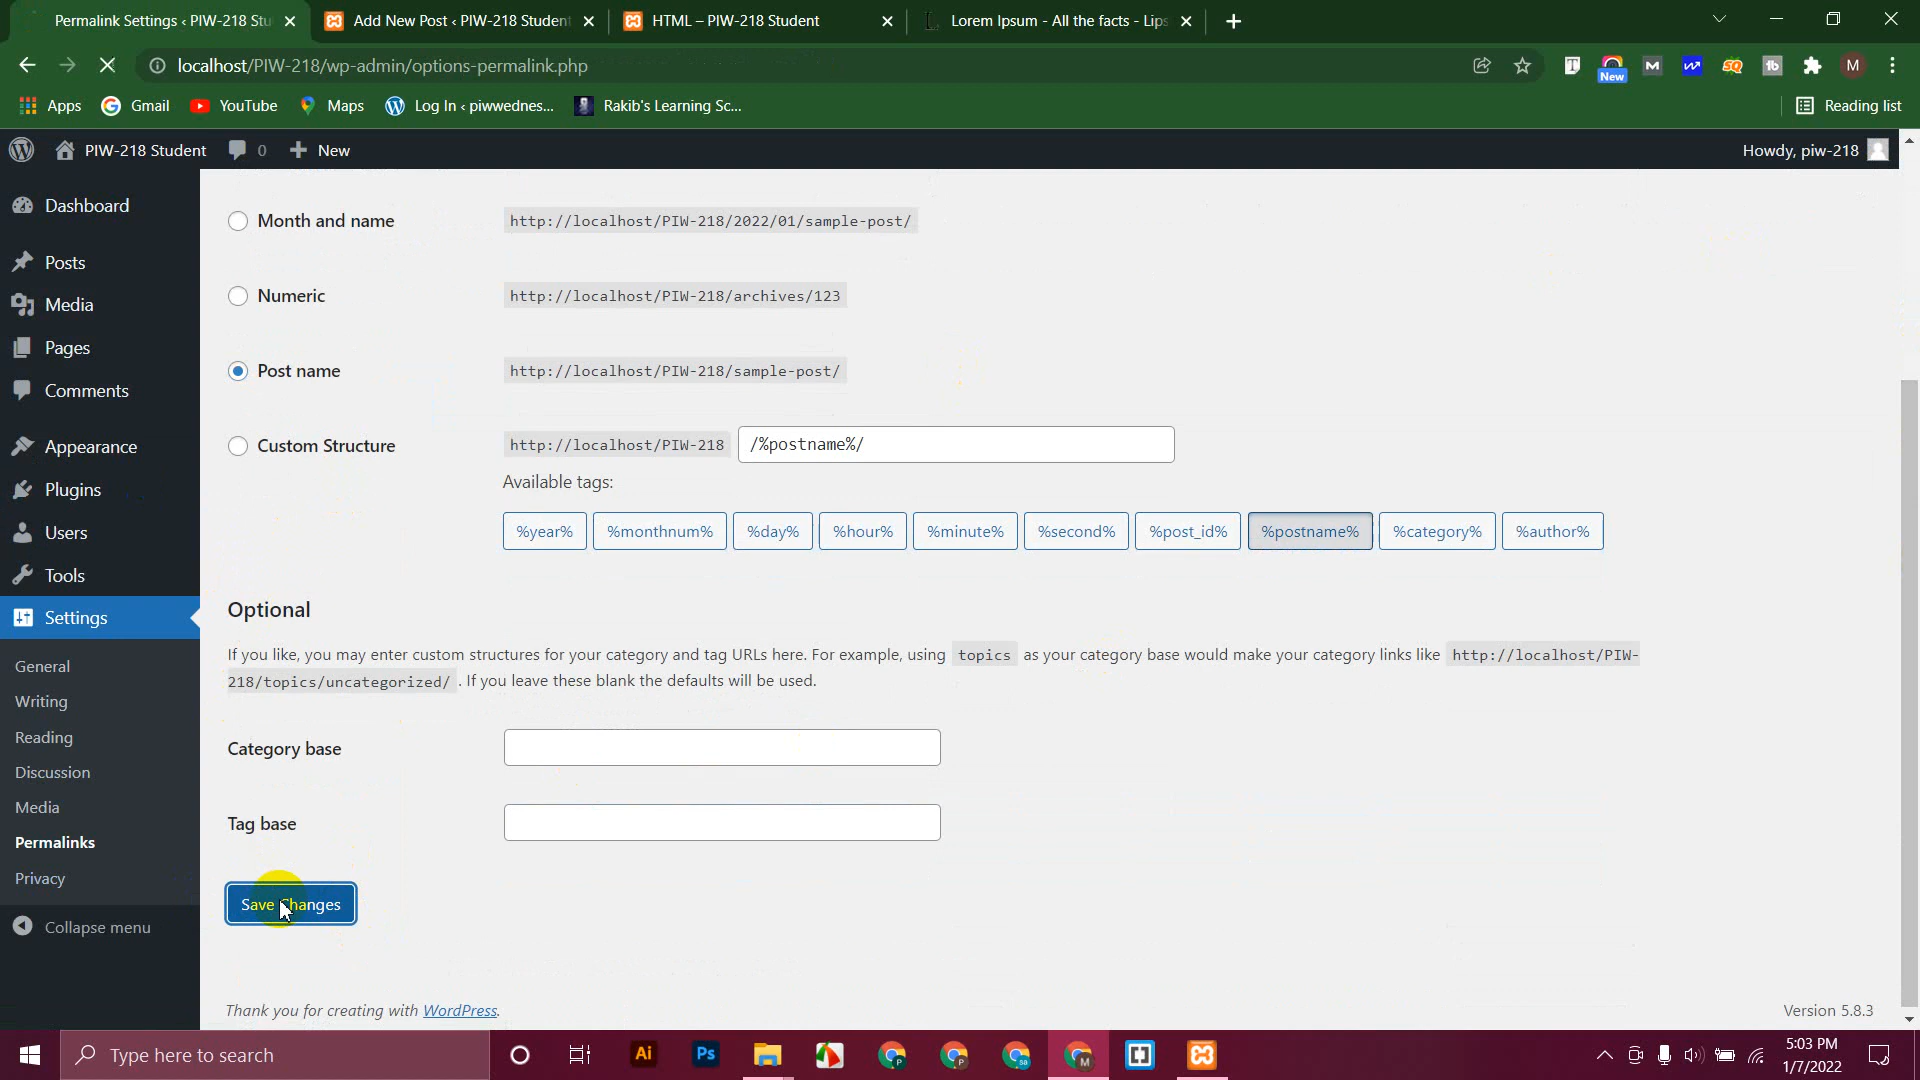 Permalink Settings ‹ PIW-218 Stu
Add New Post ‹ PIW-218 Student
HTML – PIW-218 Student
Lorem Ipsum - All the facts - Lips
localhost/PIW-218/wp-admin/options-permalink.php
New
M
Apps
Gmail
YouTube
Maps
Log In ‹ piwwednes...
Rakib's Learning Sc...
Reading list
PIW-218 Student
0
New
Howdy, piw-218
Dashboard
Posts
Media
Pages
Comments
Appearance
Plugins
Users
Tools
Settings
General
Writing
Reading
Discussion
Media
Permalinks
Privacy
Collapse menu
Month and name
http://localhost/PIW-218/2022/01/sample-post/
Numeric
http://localhost/PIW-218/archives/123
Post name
http://localhost/PIW-218/sample-post/
Custom Structure
http://localhost/PIW-218
/%postname%/
Available tags:
%year% %monthnum% %day% %hour% %minute% %second% %post_id% %postname% %category% %author%
Optional
If you like, you may enter custom structures for your category and tag URLs here. For example, using topics as your category base would make your category links like http://localhost/PIW-
218/topics/uncategorized/ . If you leave these blank the defaults will be used.
Category base
Tag base
Save Changes
Thank you for creating with WordPress.
Version 5.8.3
Type here to search
Ai
Ps
5:03 PM
1/7/2022